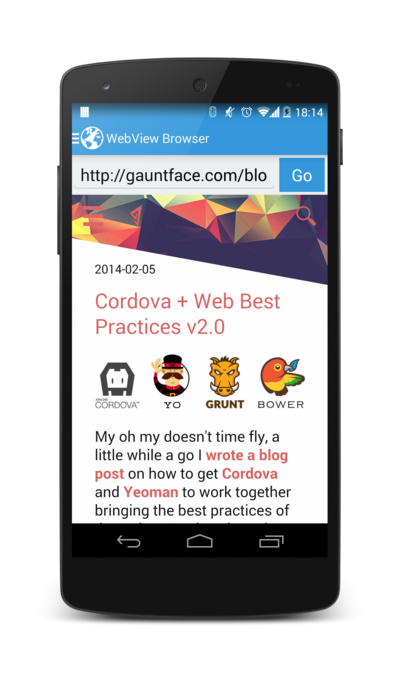 18:14
WebView Browser
http://gauntface.com/blo
Go
2014-02-05
Cordova + Web Best
Practices v2.0
APACHE
CORDOVA™
YO
GRUNT
BOWER
My oh my doesn't time fly, a
little while a go I wrote a blog
post on how to get Cordova
and Yeoman to work together
bringing the best practices of